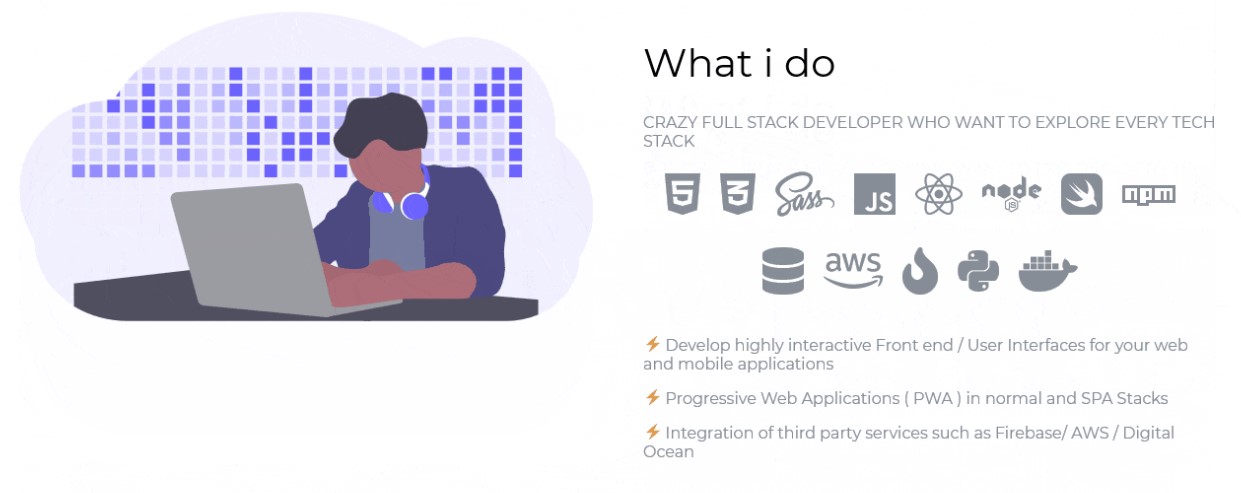 What i do
CRAZY FULL STACK DEVELOPER WHO WANT TO EXPLORE EVERY TECH
STACK
5 3 Sass JS node JS npm
aws
⚡ Develop highly interactive Front end / User Interfaces for your web
and mobile applications
⚡ Progressive Web Applications ( PWA ) in normal and SPA Stacks
⚡ Integration of third party services such as Firebase/ AWS / Digital
Ocean